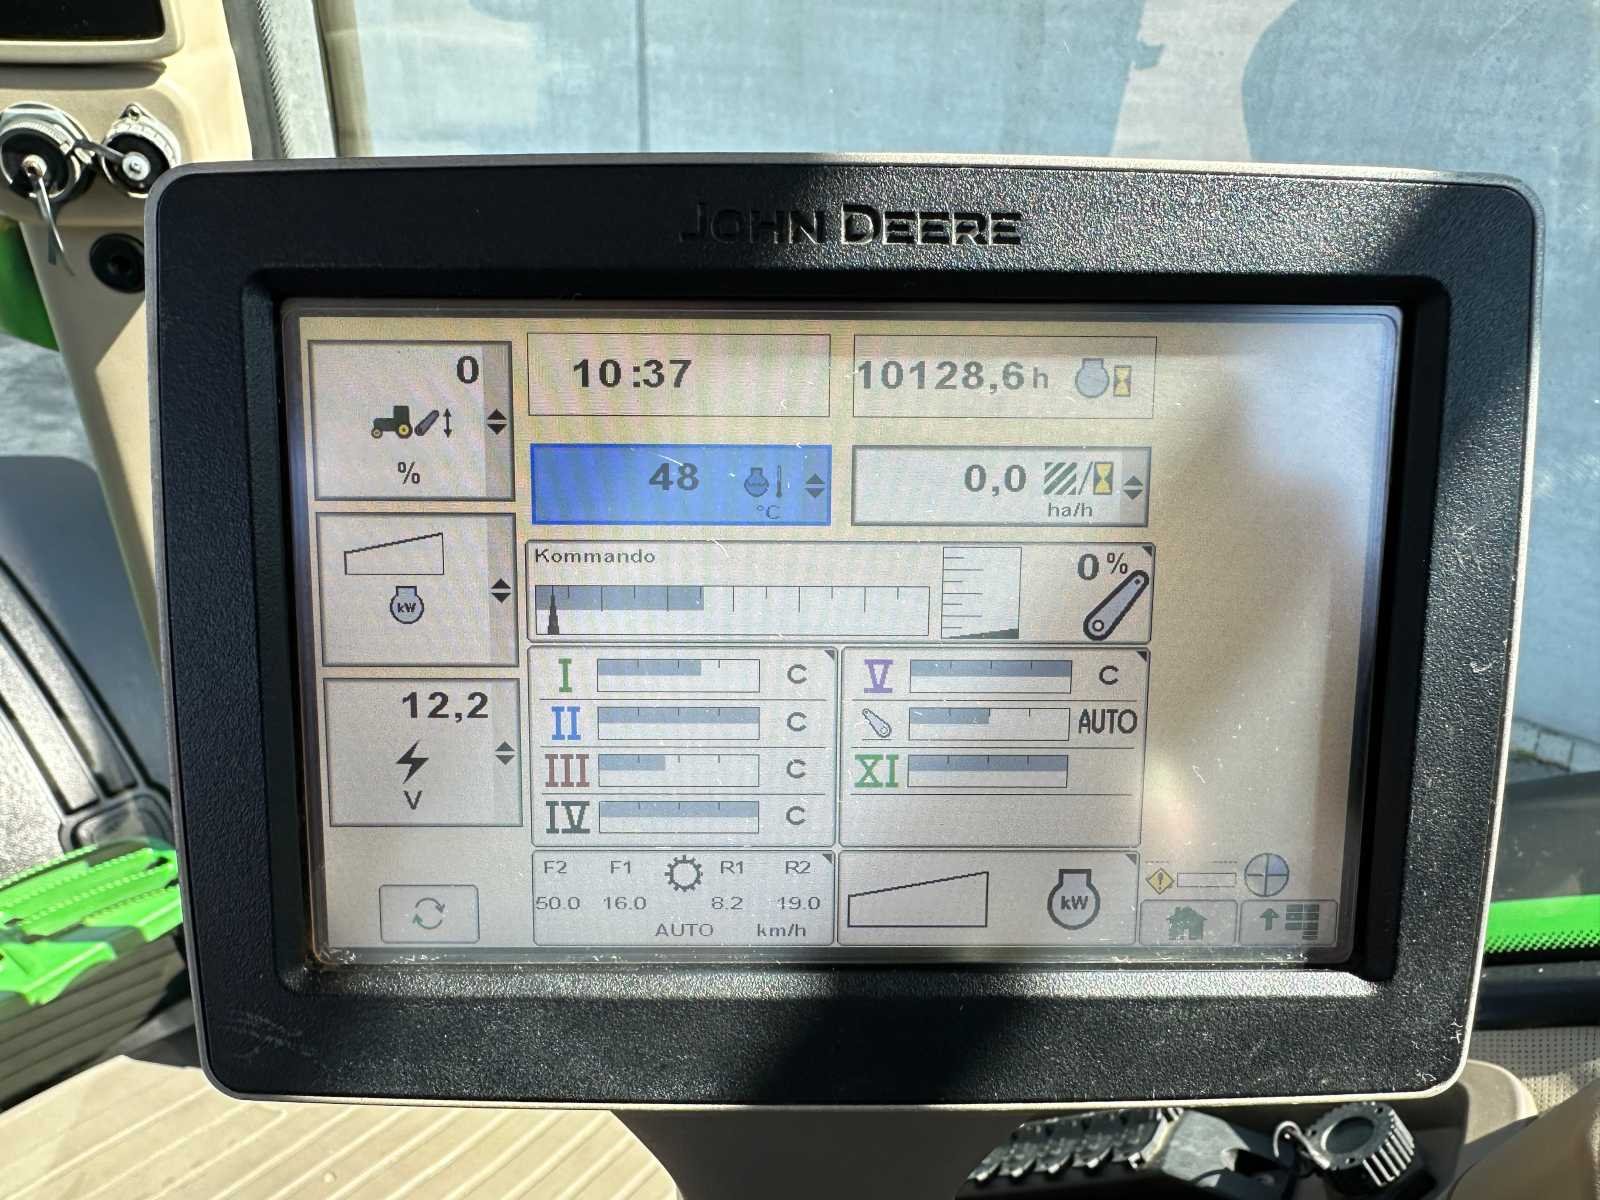 JOHN DEERE
0
%
10:37
10128,6 h
48
°C
0,0
ha/h
kW
12,2
V
Kommando
0 %
I C
II C
III C
IV C
V C
AUTO
XI
F2 F1 R1 R2
50.0 16.0 8.2 19.0
AUTO km/h
kW